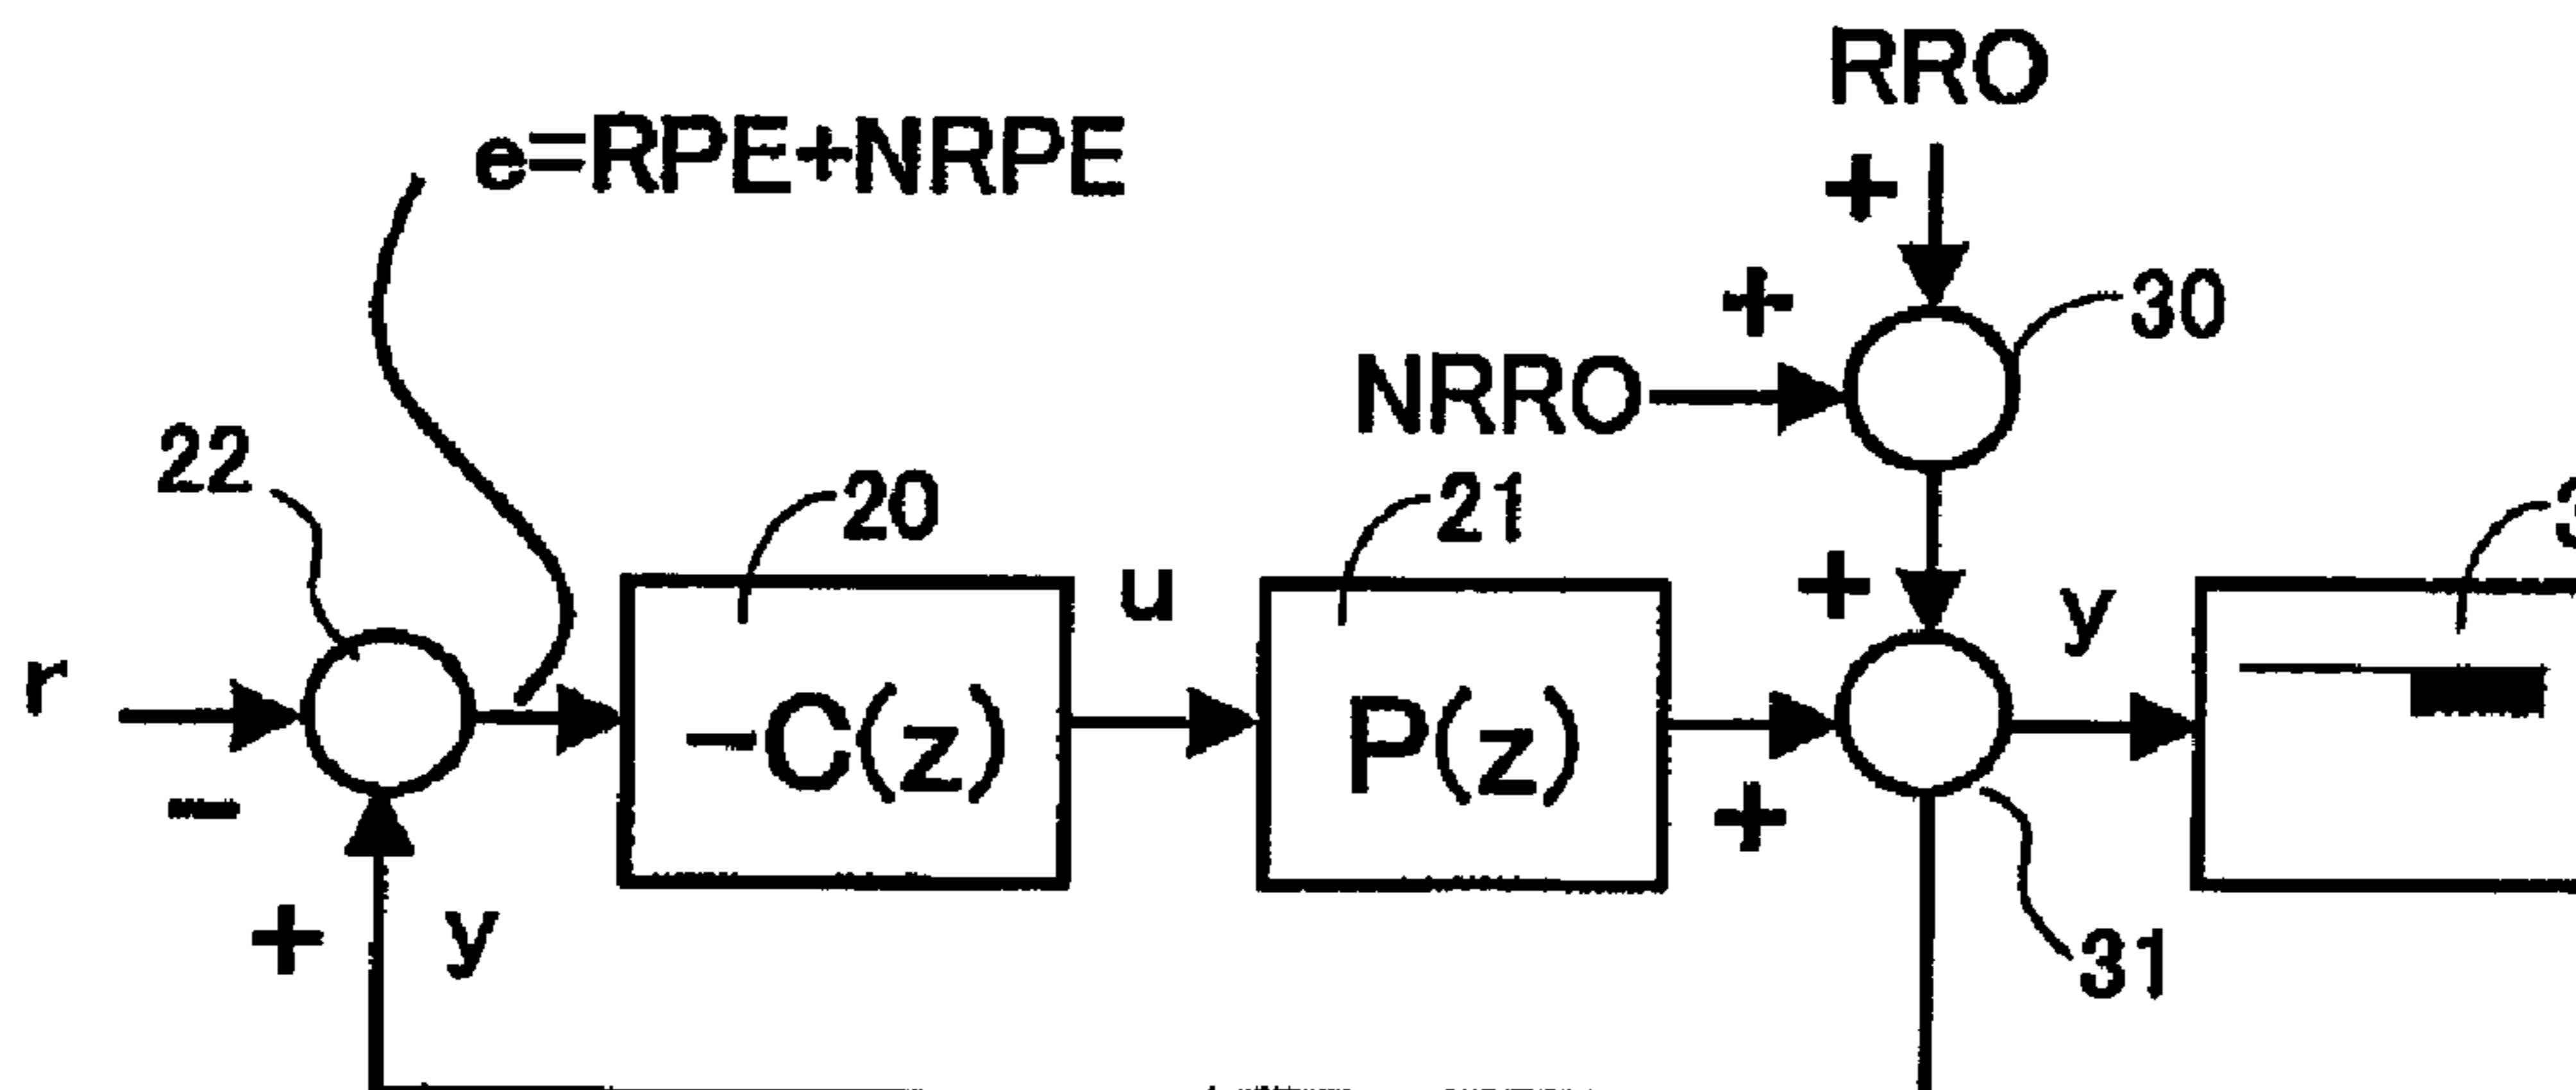 RRO
e=RPE+NRPE
+
+
30
NRRO
22
20
21
u
+
y
r
−C(z)
P(z)
−
+
+
y
31